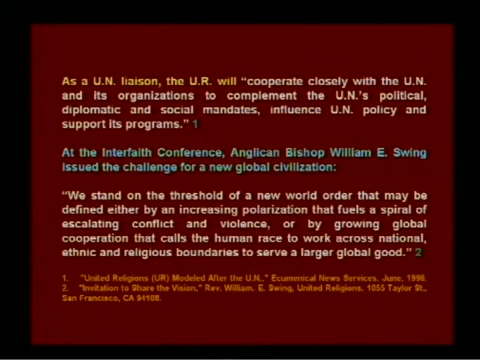 As a U.N. liaison, the U.R. will “cooperate closely with the U.N.
and its organizations to complement the U.N.’s political,
diplomatic and social mandates, influence U.N. policy and
support its programs.” 1
At the Interfaith Conference, Anglican Bishop William E. Swing
issued the challenge for a new global civilization:
“We stand on the threshold of a new world order that may be
defined either by an increasing polarization that fuels a spiral of
escalating conflict and violence, or by growing global
cooperation that calls the human race to work across national,
ethnic and religious boundaries to serve a larger global good.” 2
1. "United Religions (UR) Modeled After the U.N.," Ecumenical News Services. June, 1996.
2. "Invitation to Share the Vision," Rev. William. E. Swing, United Religions. 1055 Taylor St.,
San Francisco, CA 94108.